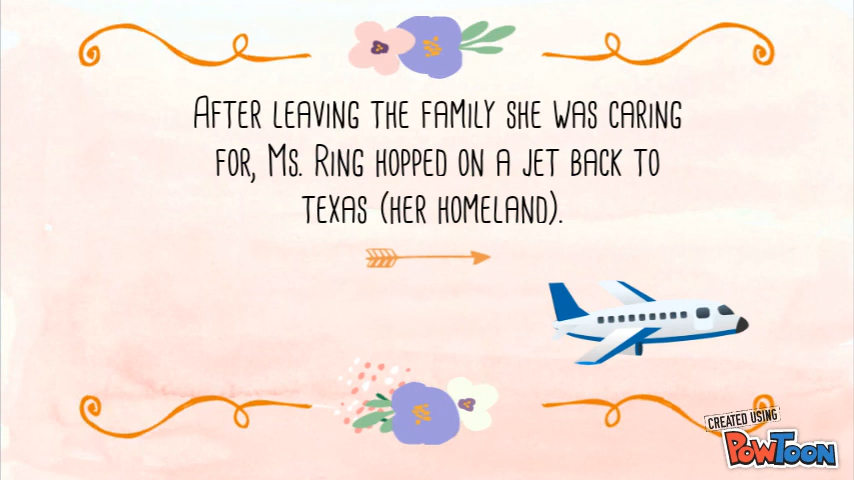 AFTER LEAVING THE FAMILY SHE WAS CARING
FOR, MS. RING HOPPED ON A JET BACK TO
TEXAS (HER HOMELAND).
CREATED USING
POWTOON